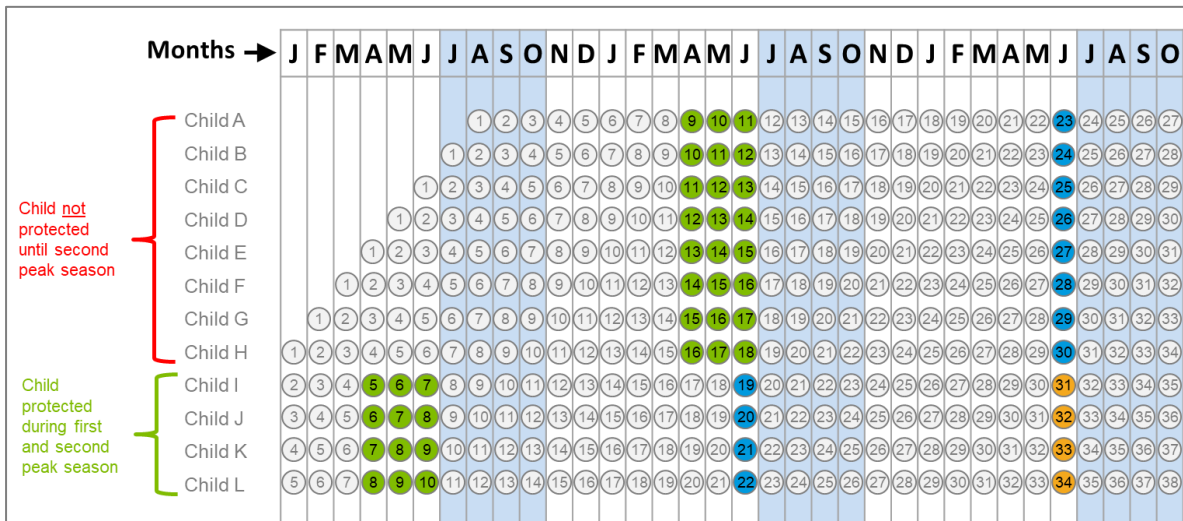 Months J F M A M J J A S O N D J F M A M J J A S O N D J F M A M J J A S O
Child A 1 2 3 4 5 6 7 8 9 10 11 12 13 14 15 16 17 18 19 20 21 22 23 24 25 26 27
Child B 1 2 3 4 5 6 7 8 9 10 11 12 13 14 15 16 17 18 19 20 21 22 23 24 25 26 27 28
Child C 1 2 3 4 5 6 7 8 9 10 11 12 13 14 15 16 17 18 19 20 21 22 23 24 25 26 27 28 29
Child D 1 2 3 4 5 6 7 8 9 10 11 12 13 14 15 16 17 18 19 20 21 22 23 24 25 26 27 28 29 30
Child E 1 2 3 4 5 6 7 8 9 10 11 12 13 14 15 16 17 18 19 20 21 22 23 24 25 26 27 28 29 30 31
Child F 1 2 3 4 5 6 7 8 9 10 11 12 13 14 15 16 17 18 19 20 21 22 23 24 25 26 27 28 29 30 31 32
Child G 1 2 3 4 5 6 7 8 9 10 11 12 13 14 15 16 17 18 19 20 21 22 23 24 25 26 27 28 29 30 31 32 33
Child H 1 2 3 4 5 6 7 8 9 10 11 12 13 14 15 16 17 18 19 20 21 22 23 24 25 26 27 28 29 30 31 32 33 34
Child I 2 3 4 5 6 7 8 9 10 11 12 13 14 15 16 17 18 19 20 21 22 23 24 25 26 27 28 29 30 31 32 33 34 35
Child J 3 4 5 6 7 8 9 10 11 12 13 14 15 16 17 18 19 20 21 22 23 24 25 26 27 28 29 30 31 32 33 34 35 36
Child K 4 5 6 7 8 9 10 11 12 13 14 15 16 17 18 19 20 21 22 23 24 25 26 27 28 29 30 31 32 33 34 35 36 37
Child L 5 6 7 8 9 10 11 12 13 14 15 16 17 18 19 20 21 22 23 24 25 26 27 28 29 30 31 32 33 34 35 36 37 38
Child not
protected
until second
peak season
Child
protected
during first
and second
peak season